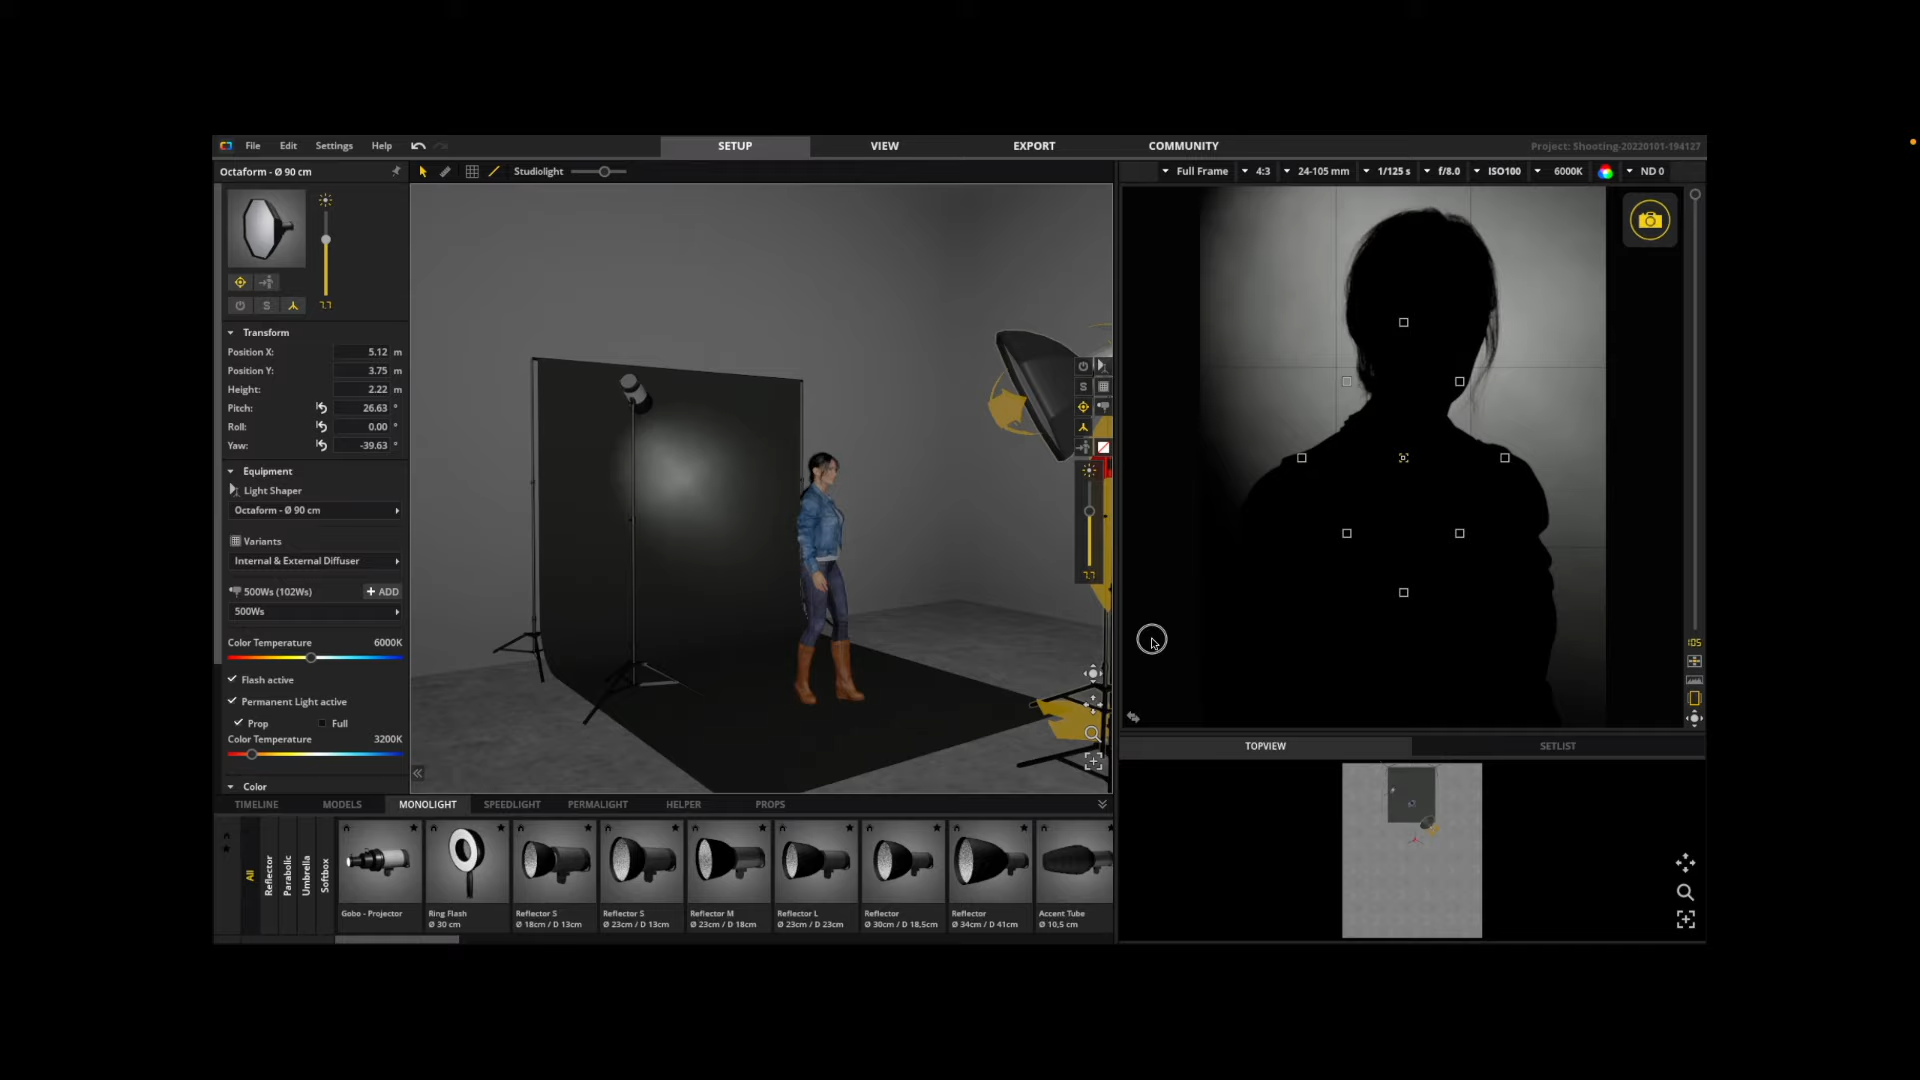 File Edit Settings Help SETUP VIEW EXPORT COMMUNITY Project: Shooting-20220101-194127
Octaform - Ø 90 cm
Studiolight
Full Frame 4:3 24-105 mm 1/125 s f/8.0 ISO100 6000K ND 0
S
7.7
Transform
Position X: 5.12 m
Position Y: 3.75 m
Height: 2.22 m
Pitch: 26.63 °
Roll: 0.00 °
Yaw: -39.63 °
Equipment
Light Shaper
Octaform - Ø 90 cm
Variants
Internal & External Diffuser
500Ws (102Ws) + ADD
500Ws
Color Temperature 6000K
Flash active
Permanent Light active
Prop Full
Color Temperature 3200K
Color
S
7.7
TOPVIEW SETLIST
TIMELINE MODELS MONOLIGHT SPEEDLIGHT PERMALIGHT HELPER PROPS
All
Reflector
Parabolic
Umbrella
Softbox
Gobo - Projector
Ring Flash
Ø 30 cm
Reflector S
Ø 18cm / D 13cm
Reflector S
Ø 23cm / D 13cm
Reflector M
Ø 23cm / D 18cm
Reflector L
Ø 23cm / D 23cm
Reflector
Ø 30cm / D 18,5cm
Reflector
Ø 34cm / D 41cm
Accent Tube
Ø 10,5 cm